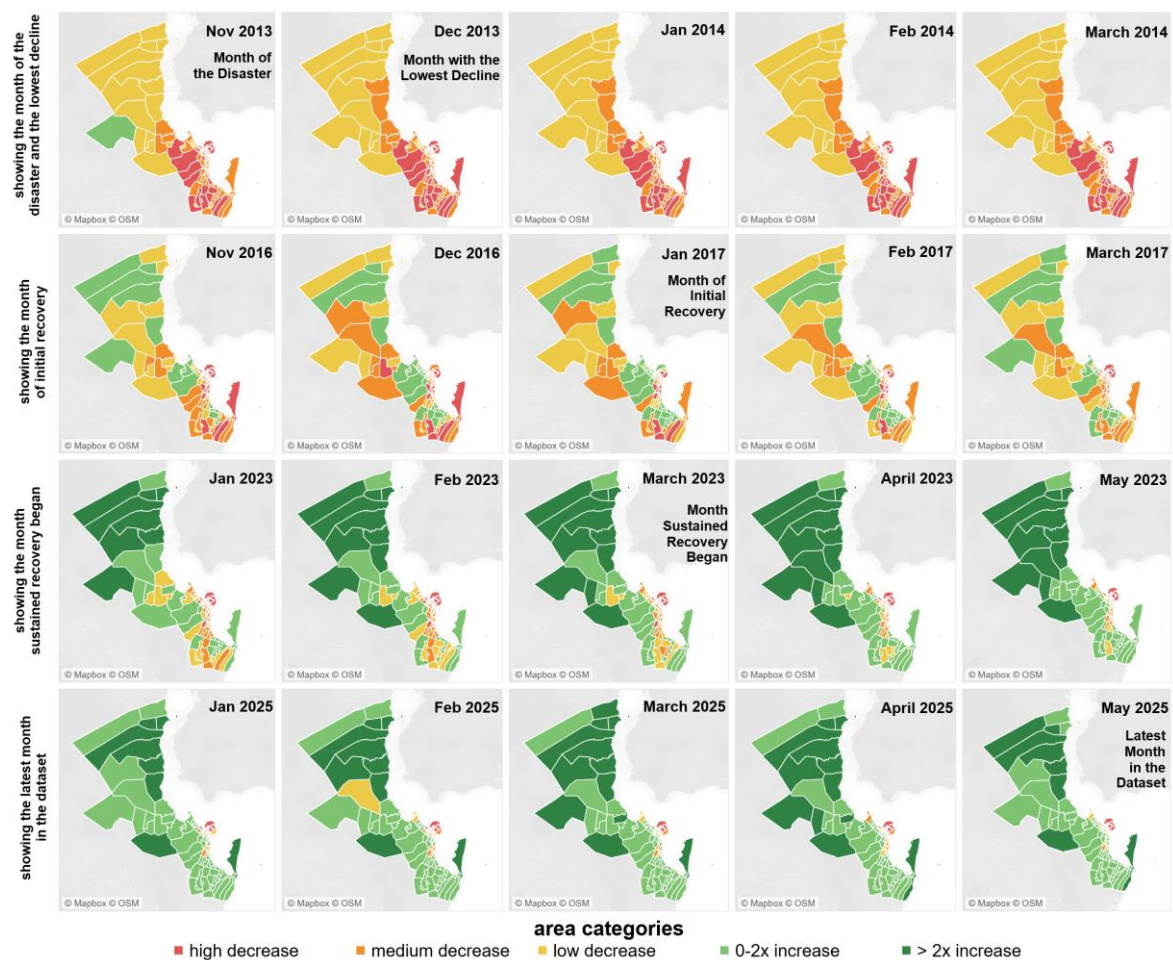 showing the month of the
disaster and the lowest decline
Nov 2013
Month of
the Disaster
© Mapbox © OSM
Dec 2013
Month with the
Lowest Decline
© Mapbox © OSM
Jan 2014
© Mapbox © OSM
Feb 2014
© Mapbox © OSM
March 2014
© Mapbox © OSM
showing the month
of initial recovery
Nov 2016
© Mapbox © OSM
Dec 2016
© Mapbox © OSM
Jan 2017
Month of
Initial
Recovery
© Mapbox © OSM
Feb 2017
© Mapbox © OSM
March 2017
© Mapbox © OSM
showing the month
sustained recovery began
Jan 2023
© Mapbox © OSM
Feb 2023
© Mapbox © OSM
March 2023
Month
Sustained
Recovery
Began
© Mapbox © OSM
April 2023
© Mapbox © OSM
May 2023
© Mapbox © OSM
showing the latest month
in the dataset
Jan 2025
© Mapbox © OSM
Feb 2025
© Mapbox © OSM
March 2025
© Mapbox © OSM
April 2025
© Mapbox © OSM
May 2025
Latest
Month
in the
Dataset
© Mapbox © OSM
area categories
high decrease
medium decrease
low decrease
0-2x increase
> 2x increase